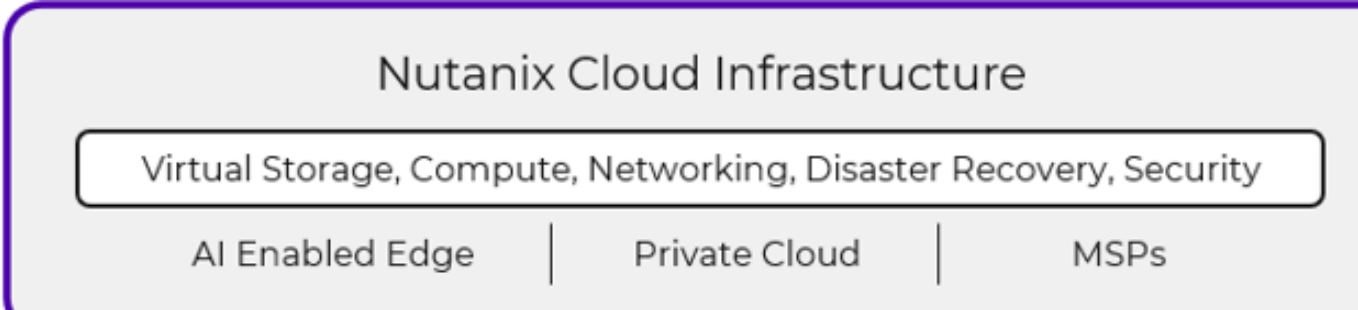 Nutanix Cloud Infrastructure
Virtual Storage, Compute, Networking, Disaster Recovery, Security
AI Enabled Edge
Private Cloud
MSPs